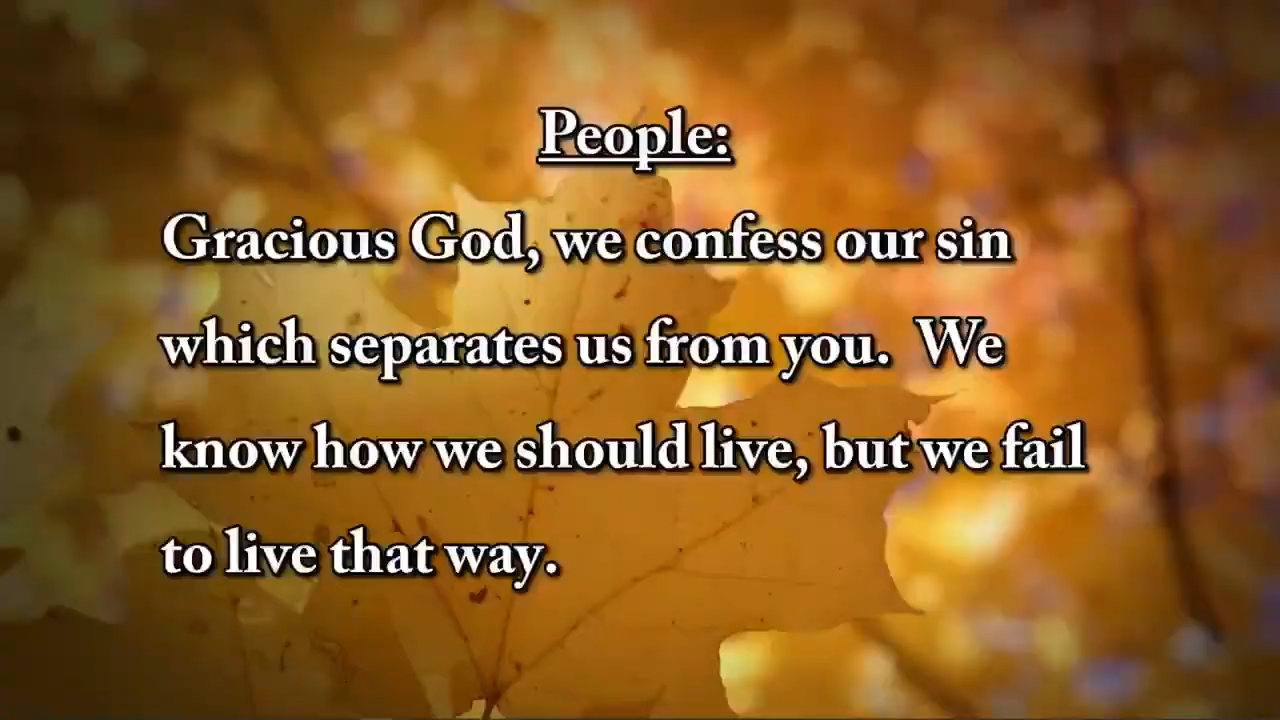 People:
Gracious God, we confess our sin
which separates us from you.  We
know how we should live, but we fail
to live that way.